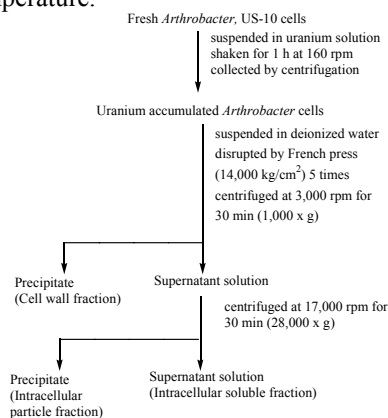 perature.
Fresh Arthrobacter, US-10 cells
suspended in uranium solution
shaken for 1 h at 160 rpm
collected by centrifugation
Uranium accumulated Arthrobacter cells
suspended in deionized water
disrupted by French press
(14,000 kg/cm²) 5 times
centrifuged at 3,000 rpm for
30 min (1,000 x g)
Precipitate
(Cell wall fraction)
Supernatant solution
centrifuged at 17,000 rpm for
30 min (28,000 x g)
Precipitate
(Intracellular
particle fraction)
Supernatant solution
(Intracellular soluble fraction)